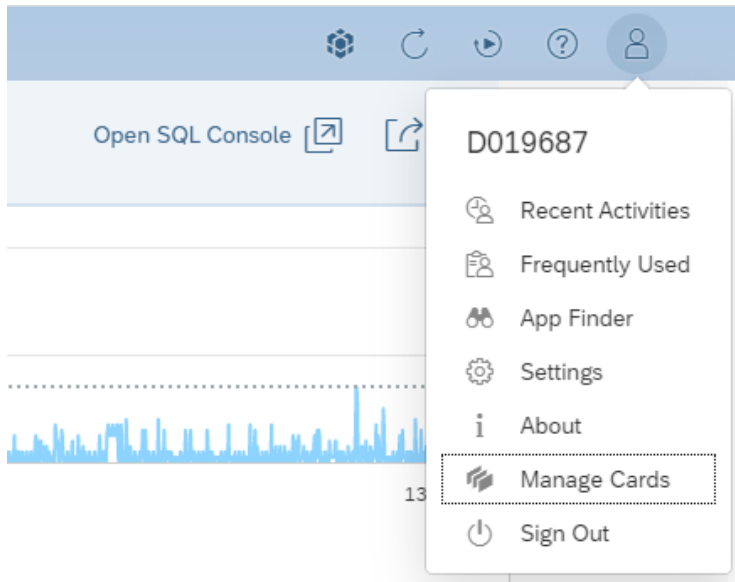 Open SQL Console
D019687
Recent Activities
Frequently Used
App Finder
Settings
About
Manage Cards
13
Sign Out